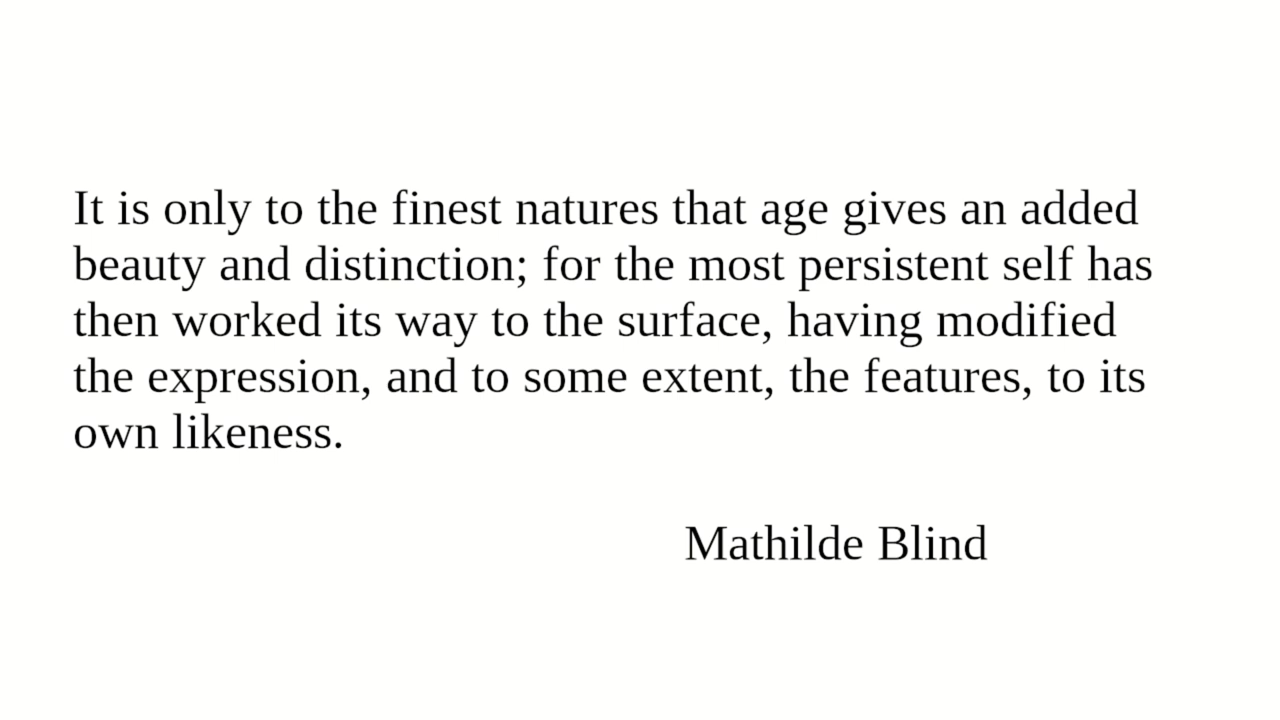 It is only to the finest natures that age gives an added
beauty and distinction; for the most persistent self has
then worked its way to the surface, having modified
the expression, and to some extent, the features, to its
own likeness.
Mathilde Blind